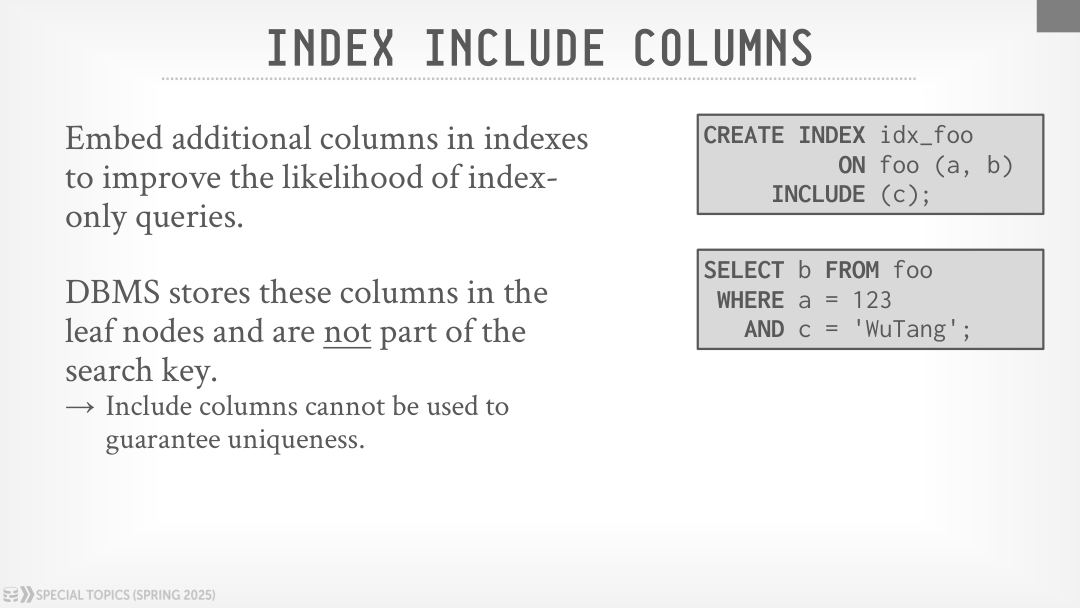 INDEX INCLUDE COLUMNS
Embed additional columns in indexes
to improve the likelihood of index-
only queries.
DBMS stores these columns in the
leaf nodes and are not part of the
search key.
→ Include columns cannot be used to
guarantee uniqueness.
CREATE INDEX idx_foo
ON foo (a, b)
INCLUDE (c);
SELECT b FROM foo
WHERE a = 123
AND c = 'WuTang';
SPECIAL TOPICS (SPRING 2025)